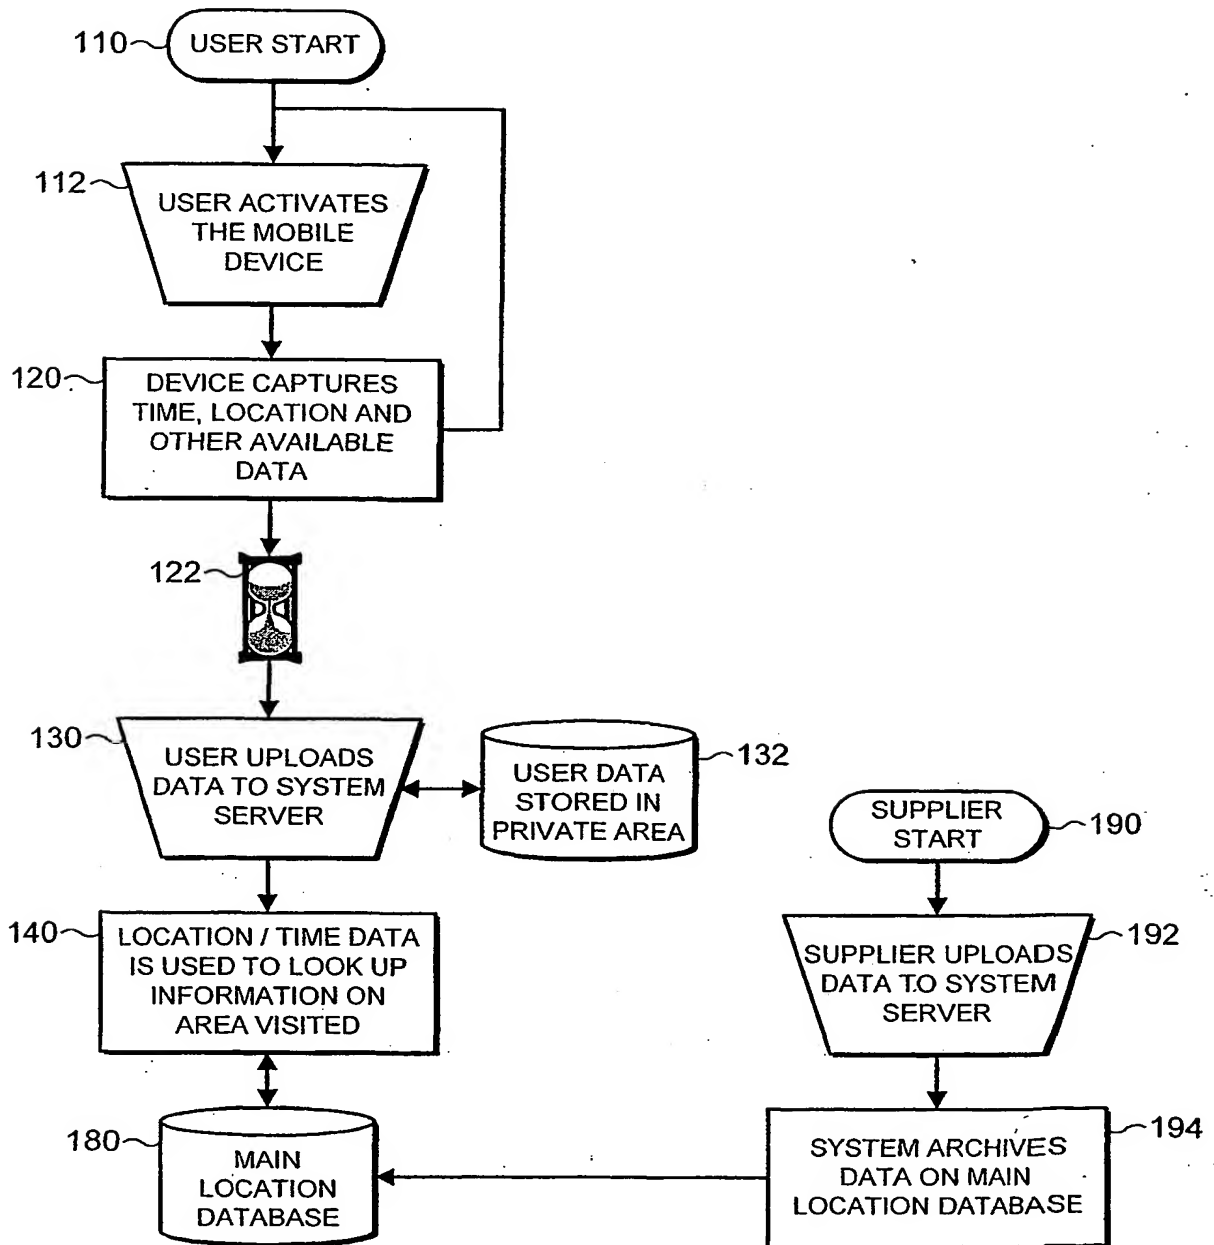 110
USER START
112
USER ACTIVATES
THE MOBILE
DEVICE
120
DEVICE CAPTURES
TIME, LOCATION AND
OTHER AVAILABLE
DATA
122
130
USER UPLOADS
DATA TO SYSTEM
SERVER
USER DATA
STORED IN
PRIVATE AREA
132
SUPPLIER
START
190
140
LOCATION / TIME DATA
IS USED TO LOOK UP
INFORMATION ON
AREA VISITED
SUPPLIER UPLOADS
DATA TO SYSTEM
SERVER
192
180
MAIN
LOCATION
DATABASE
SYSTEM ARCHIVES
DATA ON MAIN
LOCATION DATABASE
194